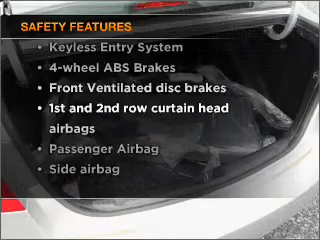 SAFETY FEATURES
• Keyless Entry System
• 4-wheel ABS Brakes
• Front Ventilated disc brakes
• 1st and 2nd row curtain head
airbags
• Passenger Airbag
• Side airbag